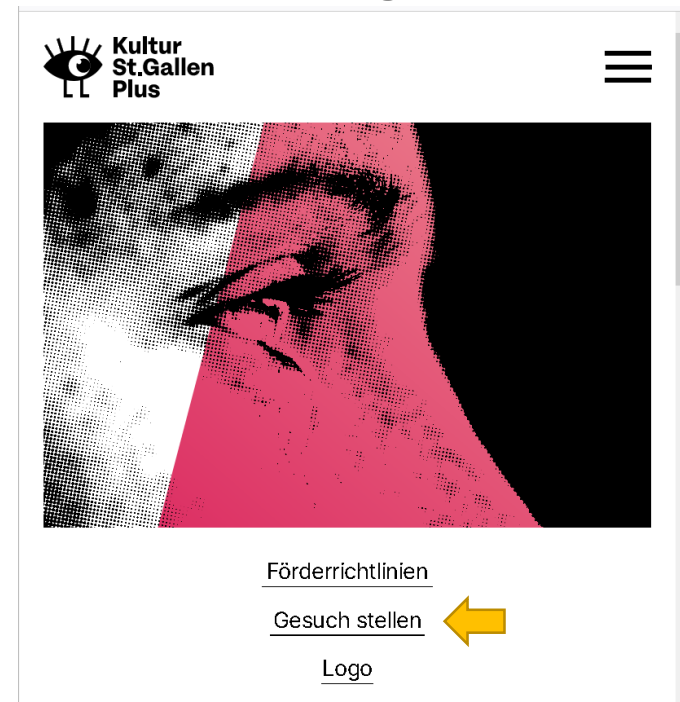 Kultur
St.Gallen
Plus
Förderrichtlinien
Gesuch stellen
Logo